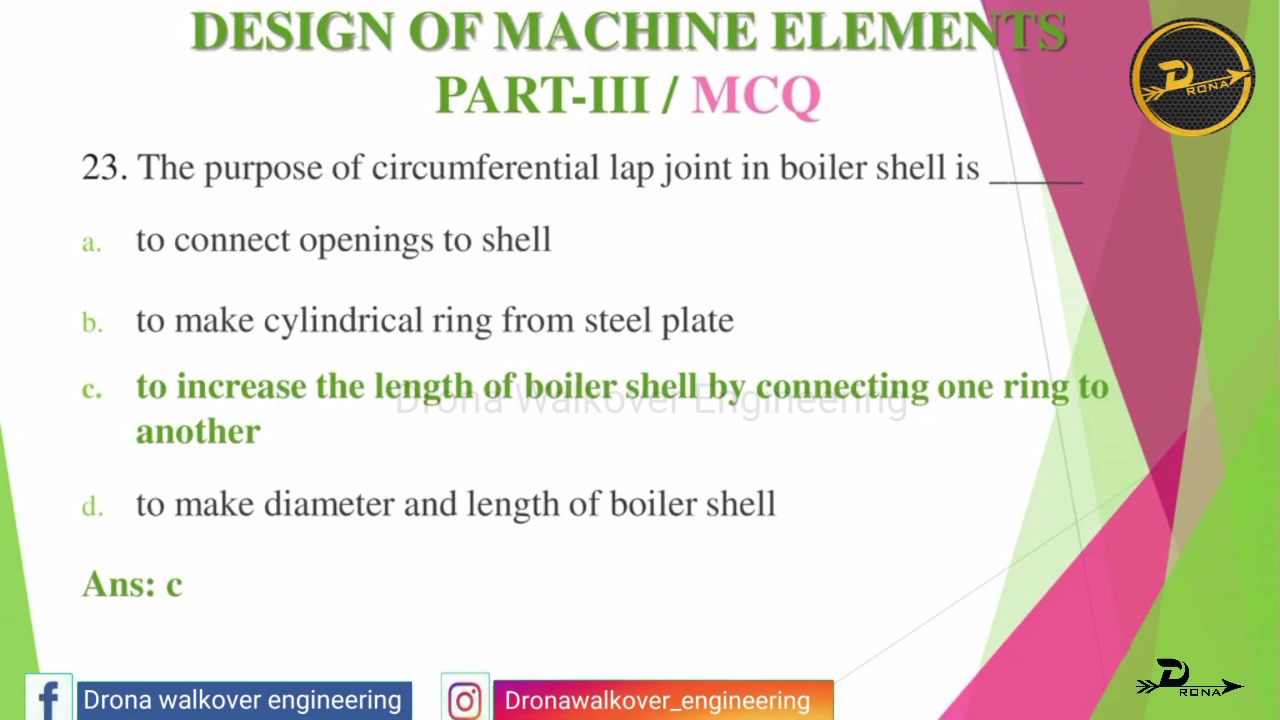 DESIGN OF MACHINE ELEMENTS
PART-III / MCQ
D
RONA
23. The purpose of circumferential lap joint in boiler shell is _____
a. to connect openings to shell
b. to make cylindrical ring from steel plate
c. to increase the length of boiler shell by connecting one ring to
another
Drona Walkover Engineering
d. to make diameter and length of boiler shell
Ans: c
D
RONA
f Drona walkover engineering
Dronawalkover_engineering